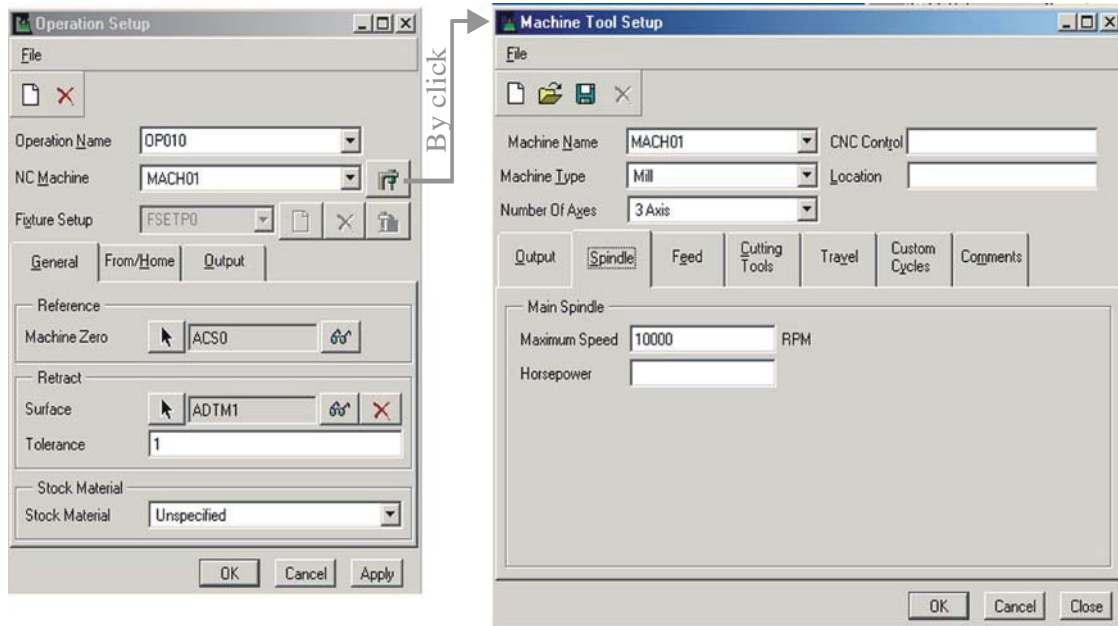 Operation Setup
File
Operation Name OP010
NC Machine MACH01
Fixture Setup FSETP0
General From/Home Output
Reference
Machine Zero ACS0
Retract
Surface ADTM1
Tolerance 1
Stock Material
Stock Material Unspecified
OK Cancel Apply
By click
Machine Tool Setup
File
Machine Name MACH01 CNC Control
Machine Type Mill Location
Number Of Axes 3 Axis
Output Spindle Feed Cutting Tools Travel Custom Cycles Comments
Main Spindle
Maximum Speed 10000 RPM
Horsepower
OK Cancel Close